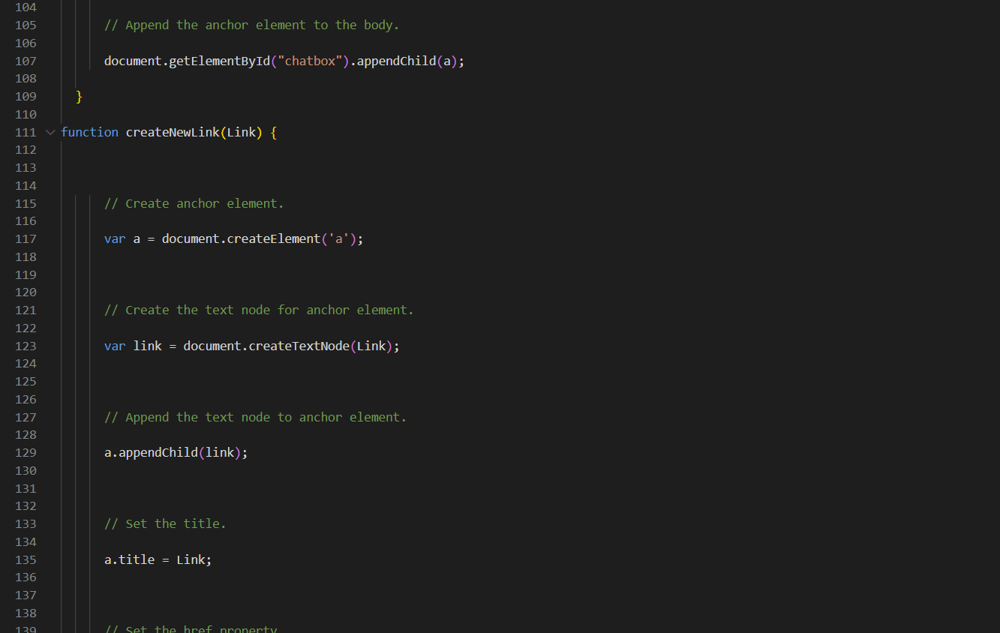 104
105 // Append the anchor element to the body.
106
107 document.getElementById("chatbox").appendChild(a);
108
109 }
110
111 function createNewLink(Link) {
112
113
114
115 // Create anchor element.
116
117 var a = document.createElement('a');
118
119
120
121 // Create the text node for anchor element.
122
123 var link = document.createTextNode(Link);
124
125
126
127 // Append the text node to anchor element.
128
129 a.appendChild(link);
130
131
132
133 // Set the title.
134
135 a.title = Link;
136
137
138
139 // Set the href property